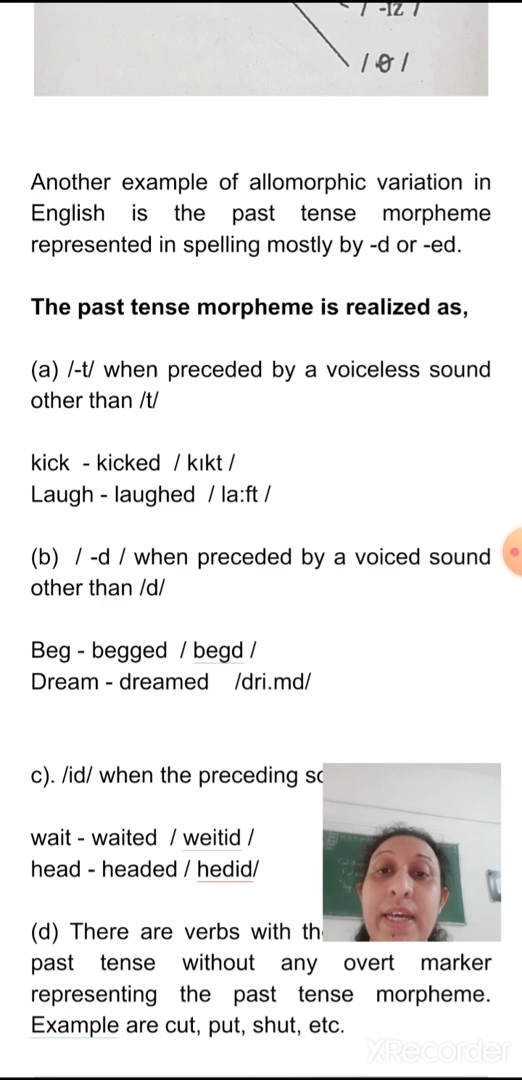 / -IZ /
/ θ /
Another example of allomorphic variation in
English is the past tense morpheme
represented in spelling mostly by -d or -ed.
The past tense morpheme is realized as,
(a) /-t/ when preceded by a voiceless sound
other than /t/
kick - kicked / kıkt /
Laugh - laughed / la:ft /
(b) / -d / when preceded by a voiced sound
other than /d/
Beg - begged / begd /
Dream - dreamed /dri.md/
c). /id/ when the preceding
wait - waited / weitid /
head - headed / hedid/
(d) There are verbs with
past tense without any overt marker
representing the past tense morpheme.
Example are cut, put, shut, etc.
XRecorder